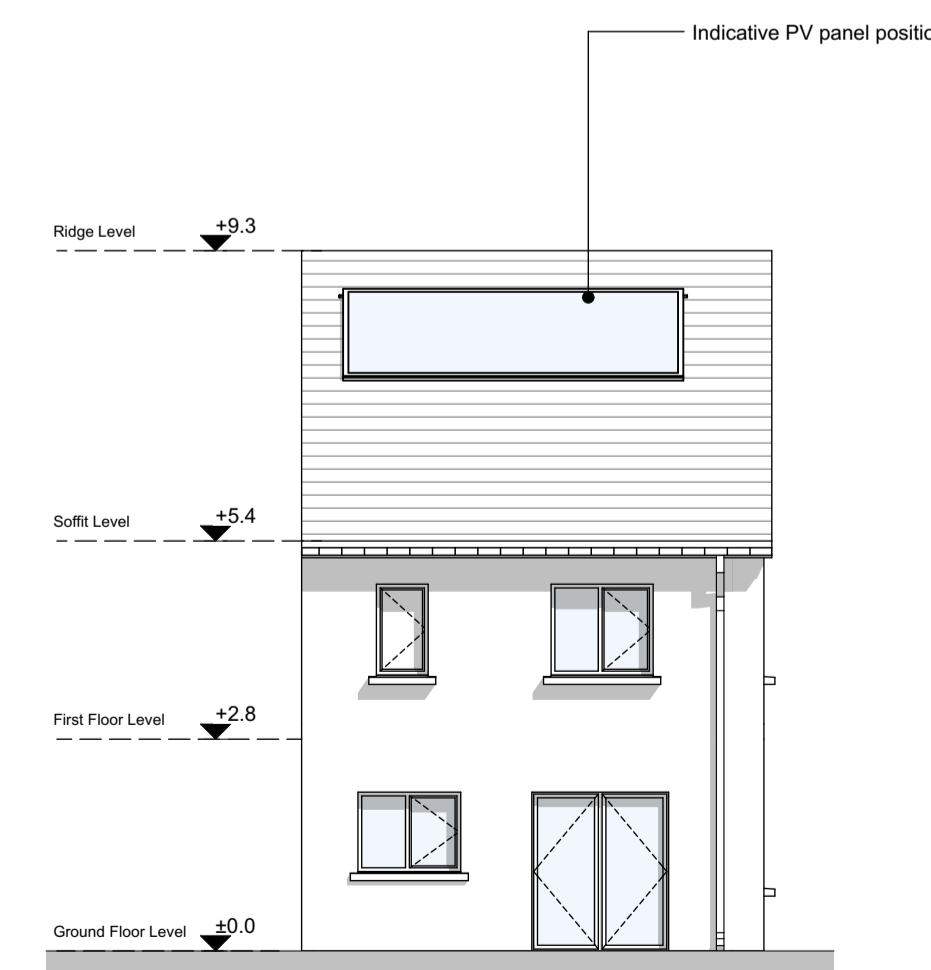 Indicative PV panel positio
Ridge Level +9.3
Soffit Level +5.4
First Floor Level +2.8
Ground Floor Level ±0.0